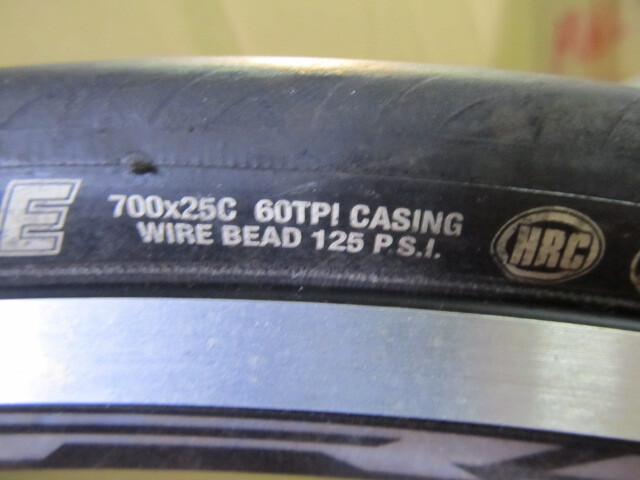 E
700x25C 60TPI CASING
WIRE BEAD 125 P.S.I.
HRC